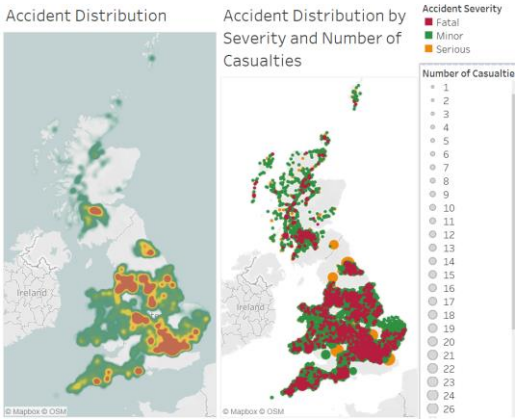 Accident Distribution
Accident Distribution by
Severity and Number of
Casualties
Accident Severity
Fatal
Minor
Serious
Number of Casualtie
1
2
3
4
5
6
7
8
9
10
11
12
13
14
15
16
17
18
19
20
21
22
23
24
26
Ireland
© Mapbox © OSM
Ireland
© Mapbox © OSM